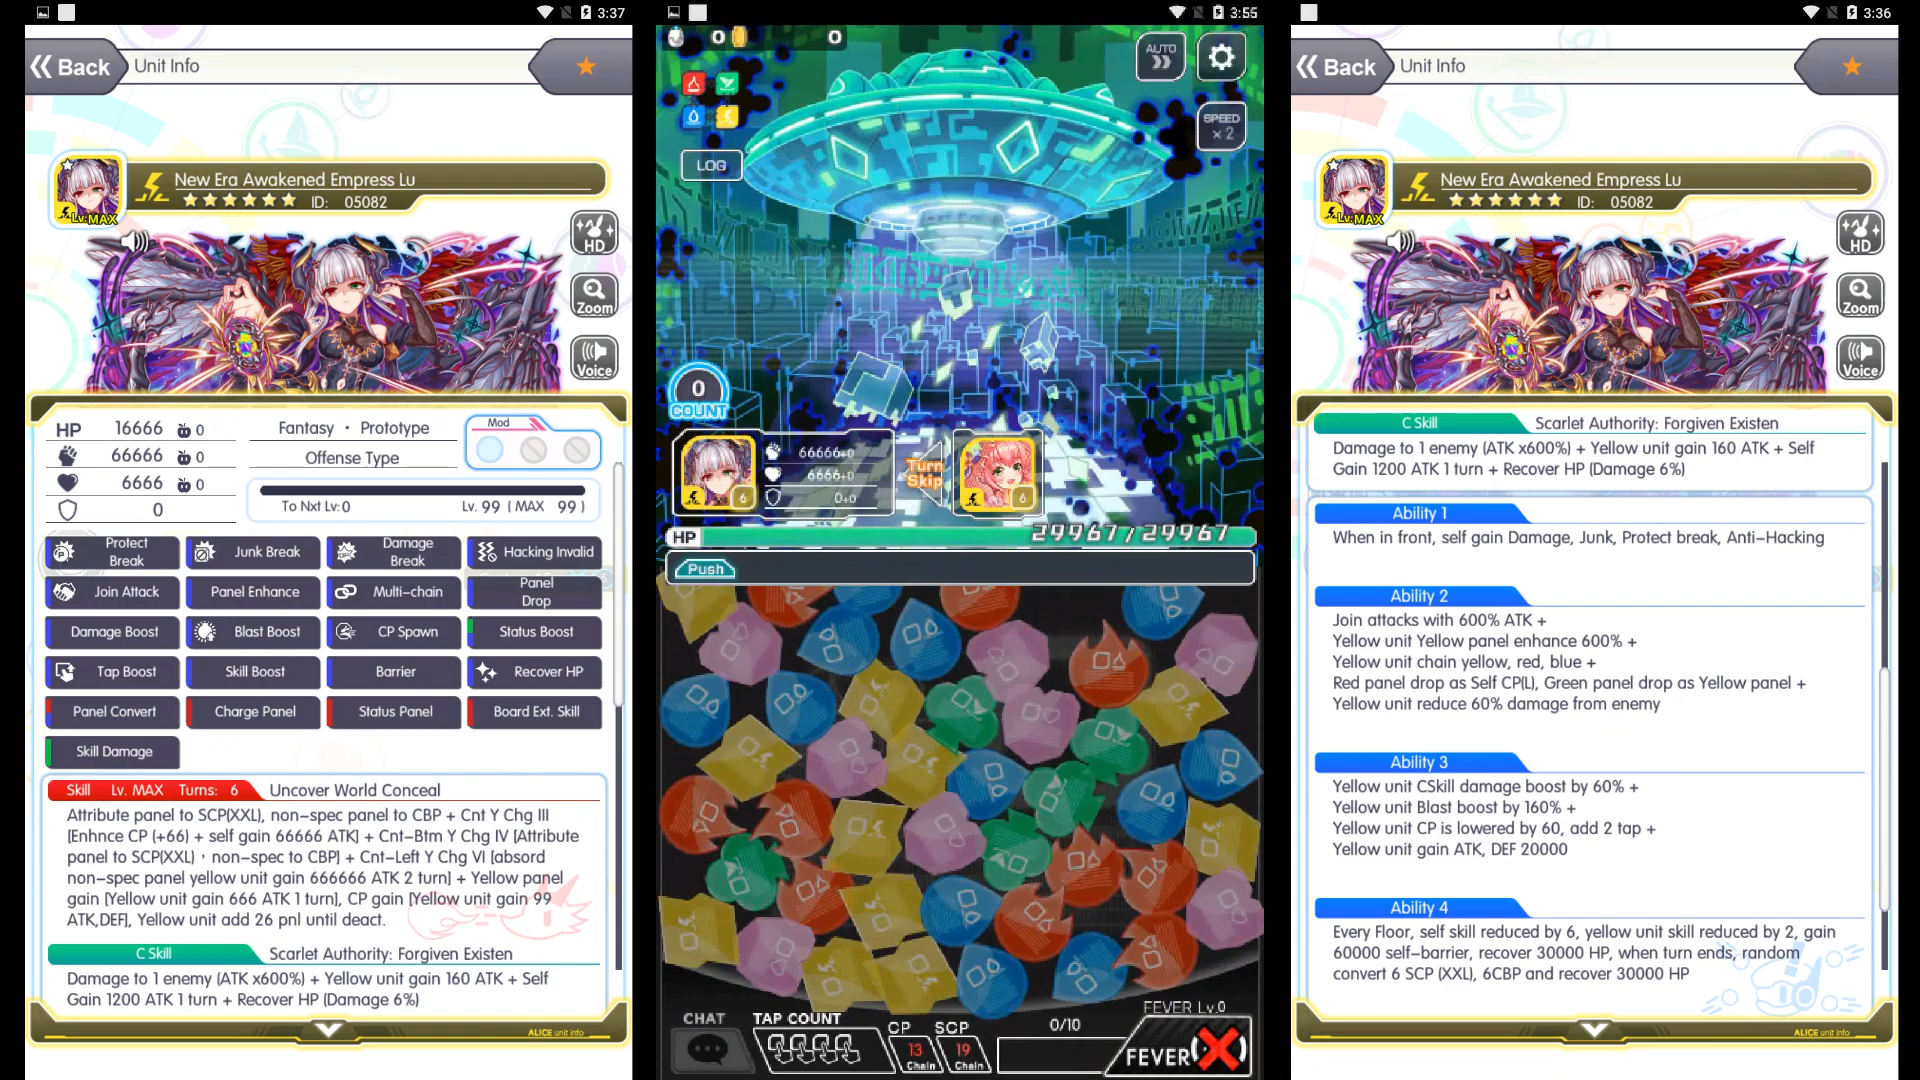 3:37
Back
Unit Info
New Era Awakened Empress Lu
ID: 05082
Lv.MAX
HD
Zoom
Voice
HP 16666 0
66666 0
6666 0
0
Fantasy・Prototype
Offense Type
Mod
To Nxt Lv:0 Lv. 99 ( MAX 99 )
Protect Break
Junk Break
Damage Break
Hacking Invalid
Join Attack
Panel Enhance
Multi-chain
Panel Drop
Damage Boost
Blast Boost
CP Spawn
Status Boost
Tap Boost
Skill Boost
Barrier
Recover HP
Panel Convert
Charge Panel
Status Panel
Board Ext. Skill
Skill Damage
Skill Lv. MAX Turns: 6 Uncover World Conceal
Attribute panel to SCP(XXL), non-spec panel to CBP + Cnt Y Chg III
[Enhnce CP (+66) + self gain 66666 ATK] + Cnt-Btm Y Chg IV [Attribute
panel to SCP(XXL)，non-spec to CBP] + Cnt-Left Y Chg VI [absord
non-spec panel yellow unit gain 666666 ATK 2 turn] + Yellow panel
gain [Yellow unit gain 666 ATK 1 turn], CP gain [Yellow unit gain 99
ATK,DEF], Yellow unit add 26 pnl until deact.
C Skill Scarlet Authority: Forgiven Existen
Damage to 1 enemy (ATK x600%) + Yellow unit gain 160 ATK + Self
Gain 1200 ATK 1 turn + Recover HP (Damage 6%)
ALICE unit info
3:55
0 0
AUTO
SPEED
×2
LOG
0
COUNT
66666+0
6666+0
0+0
6
Turn
Skip
6
HP 29967/29967
Push
CHAT
TAP COUNT
CP
13
Chain
SCP
19
Chain
0/10
FEVER Lv.0
FEVER
3:36
Back
Unit Info
New Era Awakened Empress Lu
ID: 05082
Lv.MAX
HD
Zoom
Voice
C Skill Scarlet Authority: Forgiven Existen
Damage to 1 enemy (ATK x600%) + Yellow unit gain 160 ATK + Self
Gain 1200 ATK 1 turn + Recover HP (Damage 6%)
Ability 1
When in front, self gain Damage, Junk, Protect break, Anti-Hacking
Ability 2
Join attacks with 600% ATK +
Yellow unit Yellow panel enhance 600% +
Yellow unit chain yellow, red, blue +
Red panel drop as Self CP(L), Green panel drop as Yellow panel +
Yellow unit reduce 60% damage from enemy
Ability 3
Yellow unit CSkill damage boost by 60% +
Yellow unit Blast boost by 160% +
Yellow unit CP is lowered by 60, add 2 tap +
Yellow unit gain ATK, DEF 20000
Ability 4
Every Floor, self skill reduced by 6, yellow unit skill reduced by 2, gain
60000 self-barrier, recover 30000 HP, when turn ends, random
convert 6 SCP (XXL), 6CBP and recover 30000 HP
ALICE unit info